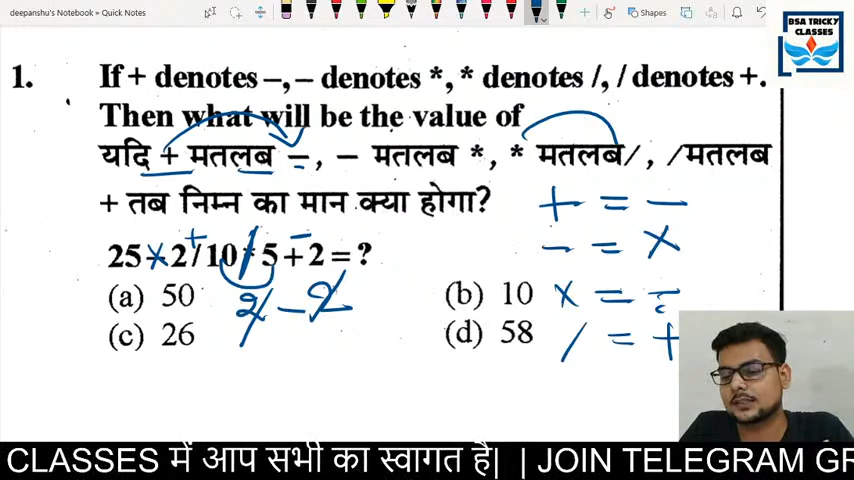 deepanshu's Notebook » Quick Notes
Shapes
BSA TRICKY
CLASSES
1. If + denotes –, – denotes *, * denotes /, / denotes +.
Then what will be the value of
यदि + मतलब –, – मतलब *, * मतलब/, /मतलब
+ तब निम्न का मान क्या होगा?
+ = –
– = ×
25 – 2 / 10 * 5 + 2 = ?
(a) 50
(b) 10
× = ÷
2 – 2
(c) 26
(d) 58
/ = +
CLASSES में आप सभी का स्वागत है| | JOIN TELEGRAM GR